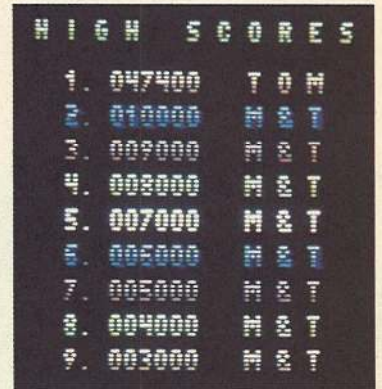 HIGH SCORES
1. 047400 TOM
2. 010000 M&T
3. 009000 M&T
4. 008000 M&T
5. 007000 M&T
6. 006000 M&T
7. 005000 M&T
8. 004000 M&T
9. 003000 M&T